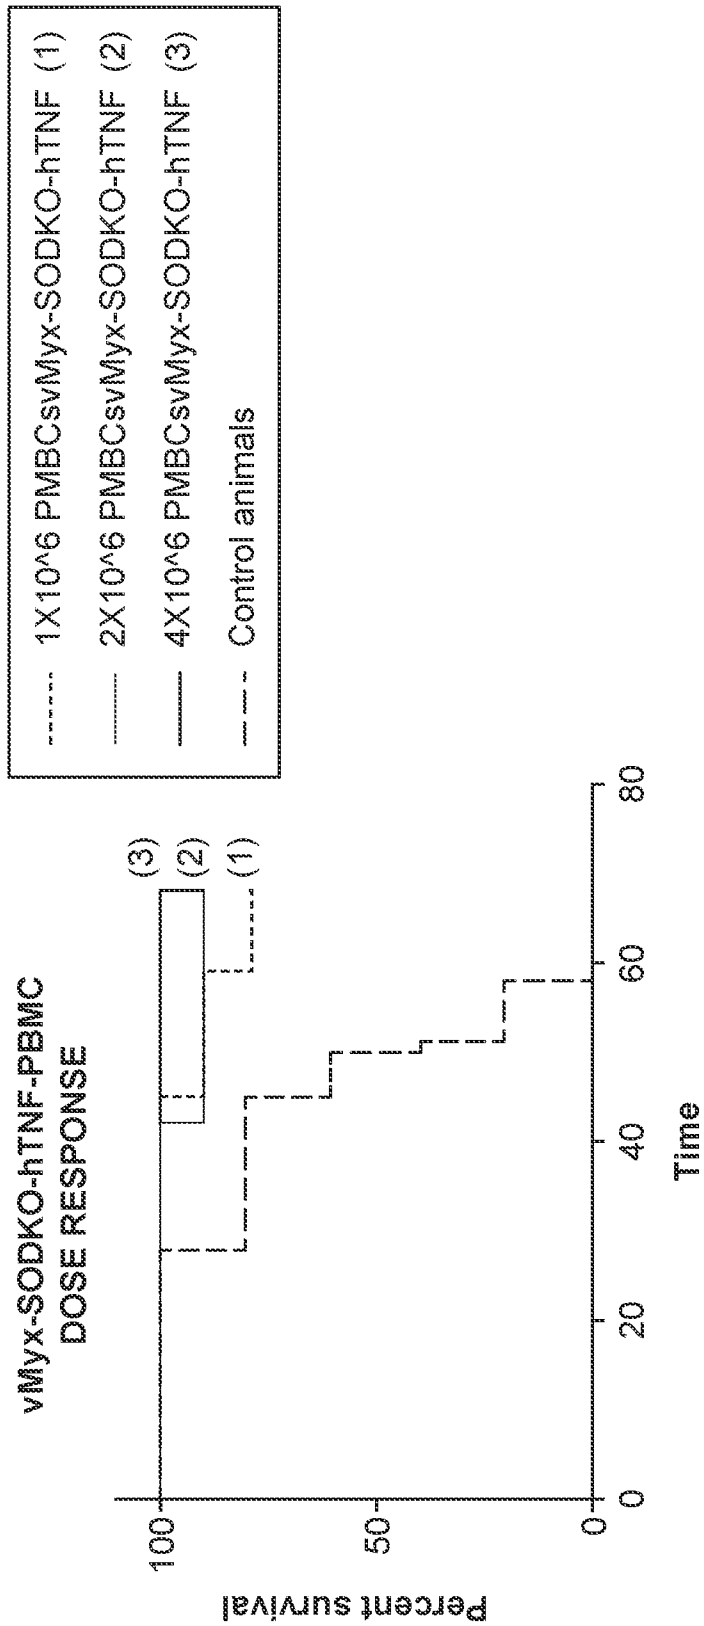 vMyx-SODKO-hTNF-PBMC
DOSE RESPONSE
Percent survival
100
50
0
0
20
40
60
80
Time
(3)
(2)
(1)
1X10^6 PMBCsvMyx-SODKO-hTNF (1)
2X10^6 PMBCsvMyx-SODKO-hTNF (2)
4X10^6 PMBCsvMyx-SODKO-hTNF (3)
Control animals